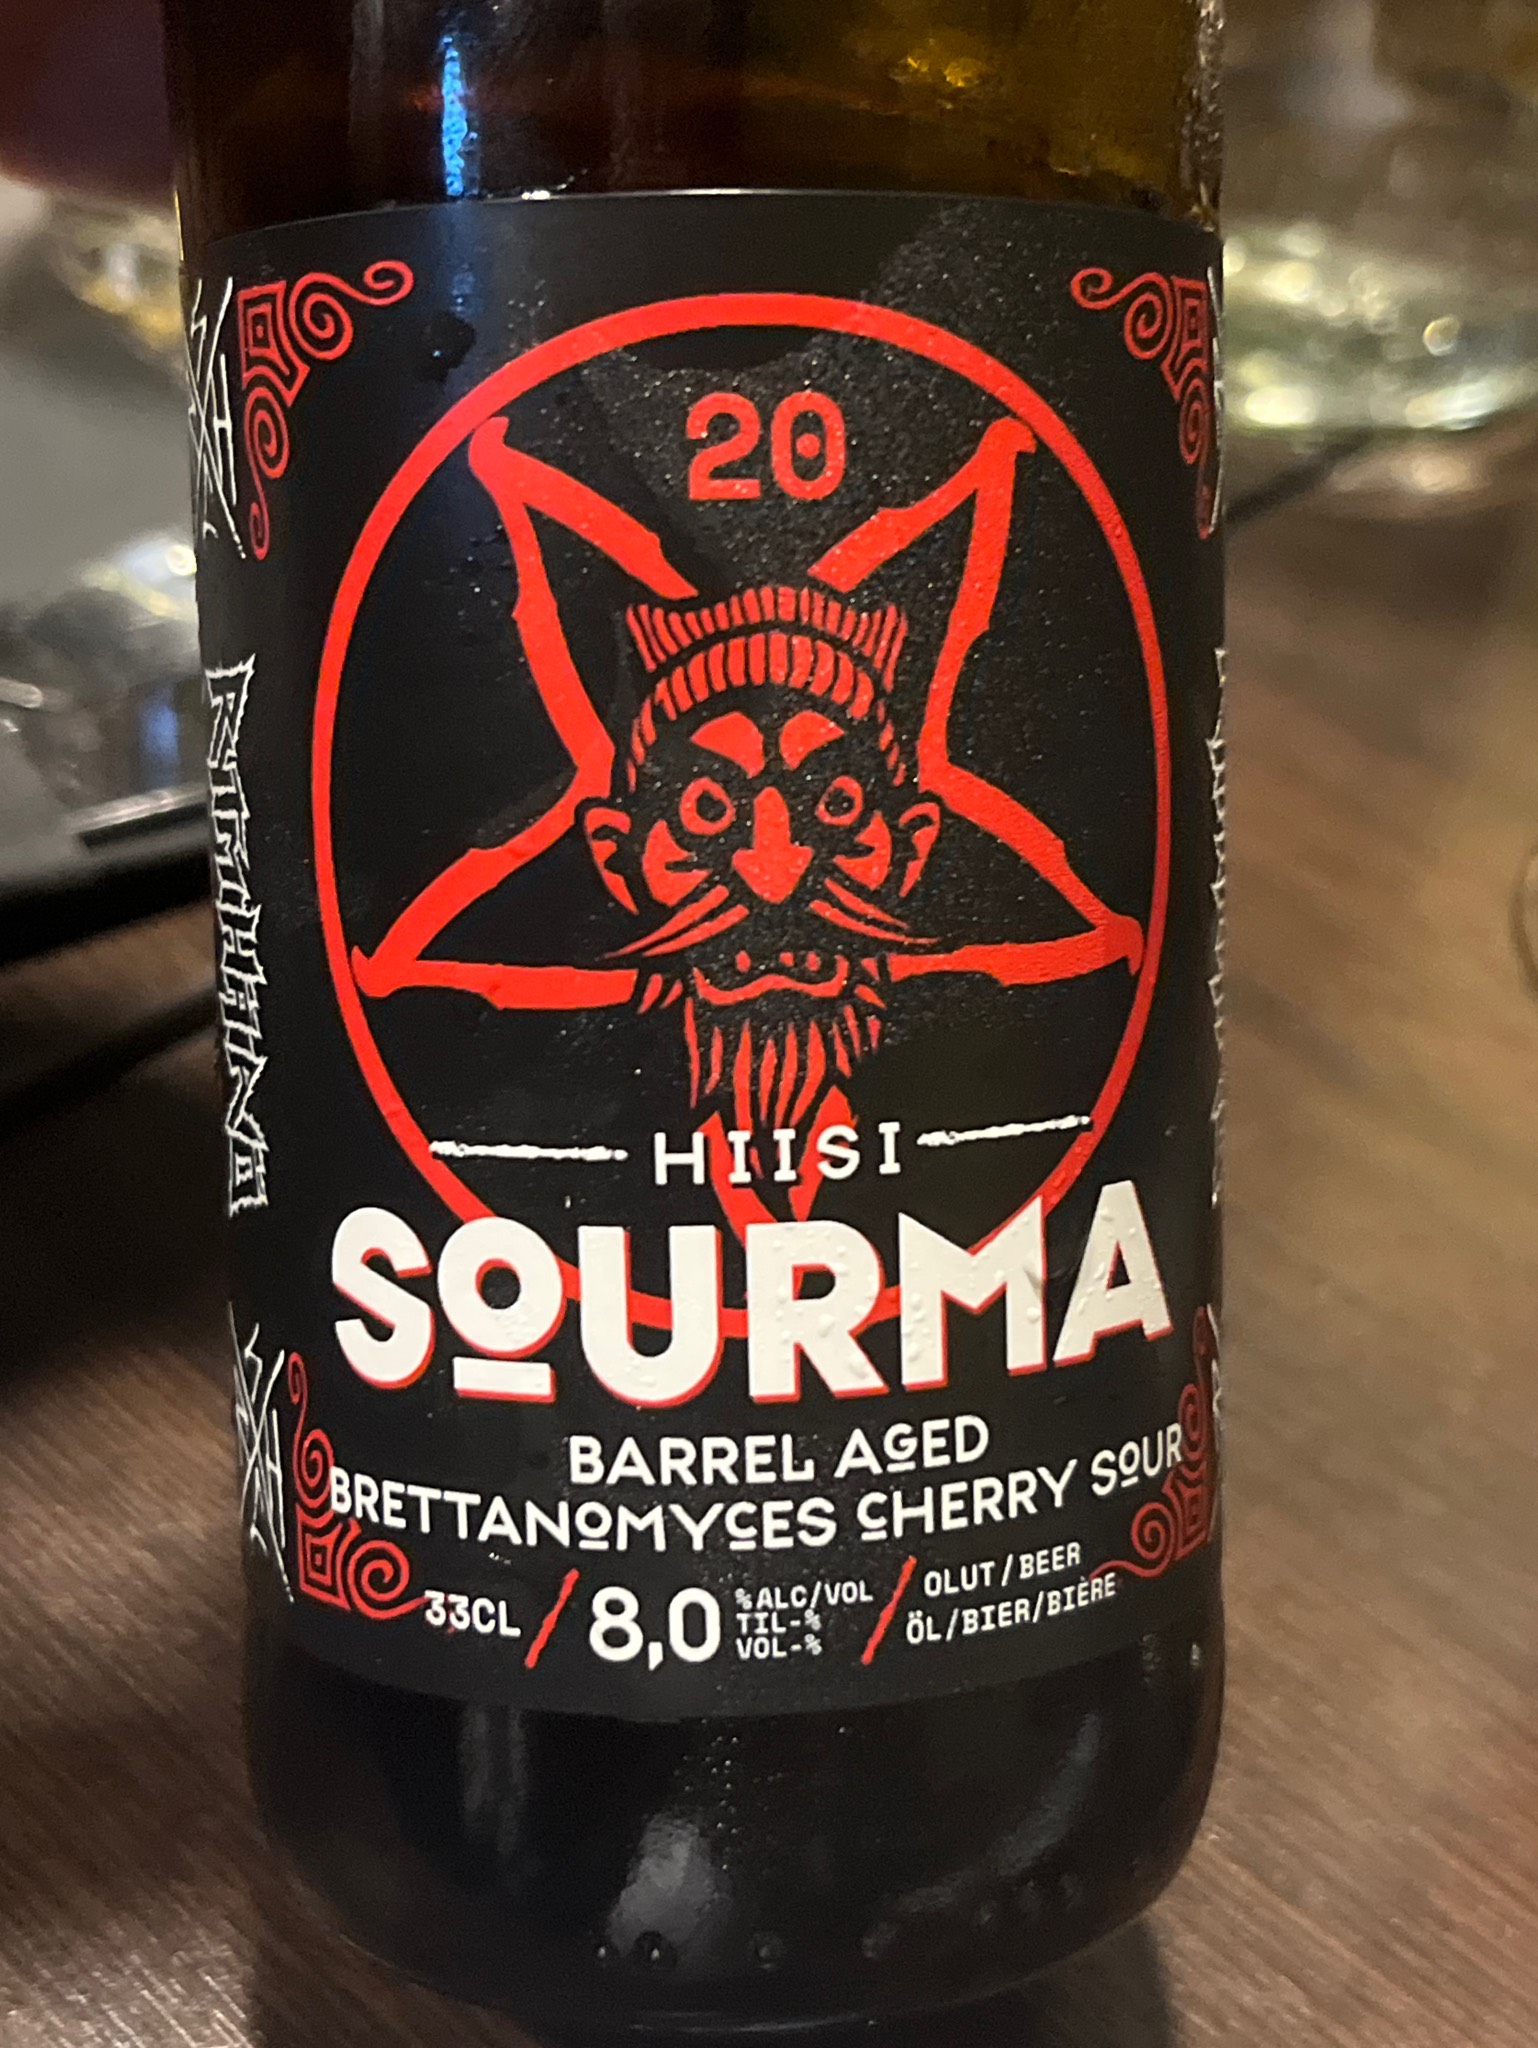 20
HIISI
SOURMA
BARREL AGED
BRETTANOMYCES CHERRY SOUR
33CL / 8,0 %ALC/VOL TIL-% VOL-% / OLUT/BEER
ÖL/BIER/BIÈRE